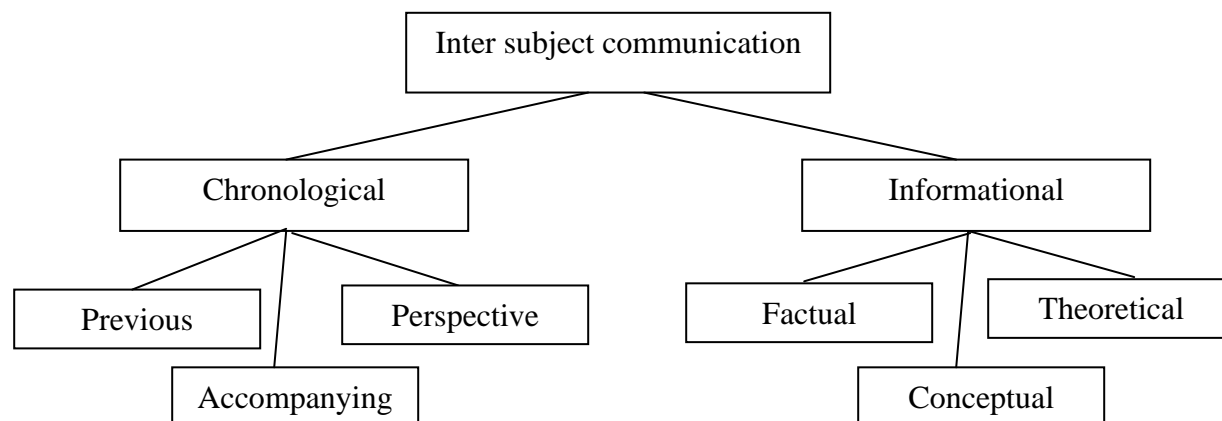 Inter subject communication
Chronological
Informational
Previous
Perspective
Accompanying
Factual
Theoretical
Conceptual